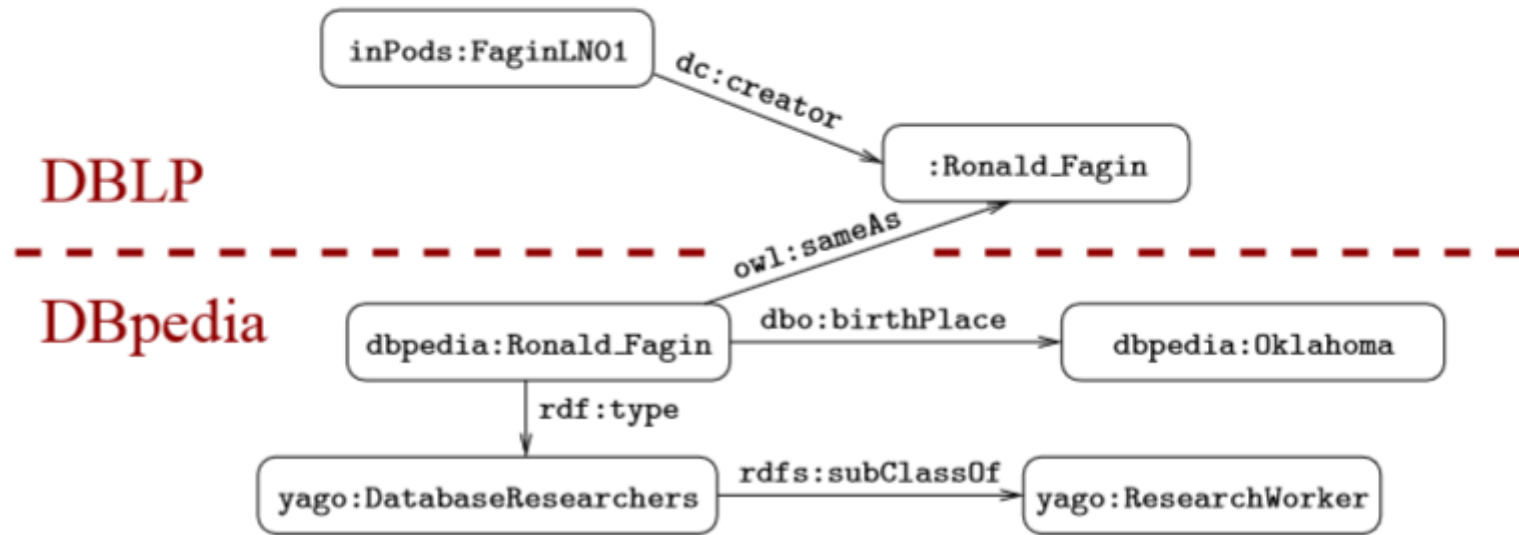 inPods:FaginLN01
dc:creator
:Ronald_Fagin
DBLP
owl:sameAs
DBpedia
dbpedia:Ronald_Fagin
dbo:birthPlace
dbpedia:Oklahoma
rdf:type
yago:DatabaseResearchers
rdfs:subClassOf
yago:ResearchWorker